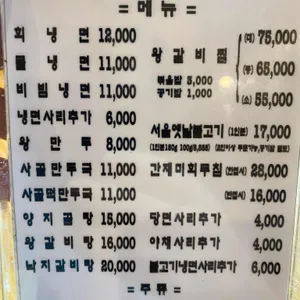 = 메뉴 =
회냉면 12,000
물냉면 11,000
비빔냉면 11,000
냉면사리추가 6,000
왕만두 8,000
사골만두국 11,000
사골떡만두국 11,000
양지곰탕 15,000
왕갈비탕 16,000
낙지갈비탕 20,000
왕갈비찜
(대) 75,000
(중) 65,000
(소) 55,000
볶음밥 3,000
공기밥 1,000
서울옛날불고기 (1인분) 17,000
간제미회무침 (한접시) 28,000
(반접시) 16,000
당면사리추가 4,000
야채사리추가 4,000
불고기냉면사리추가 6,000
= 주류 =